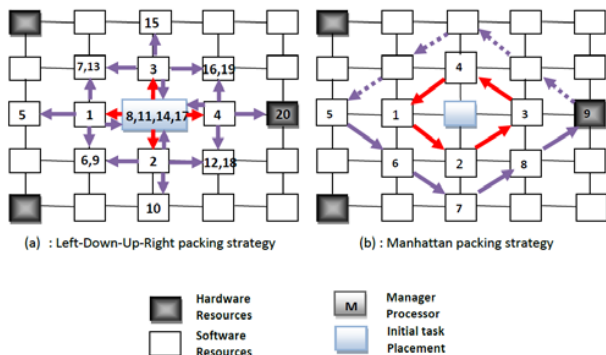 15
7,13 3 16,19
5 1 8,11,14,17 4 20
6,9 2 12,18
10
4
5 1 3 9
6 2 8
7
(a) : Left-Down-Up-Right packing strategy
(b) : Manhattan packing strategy
Hardware Resources
M Manager Processor
Software Resources
Initial task Placement